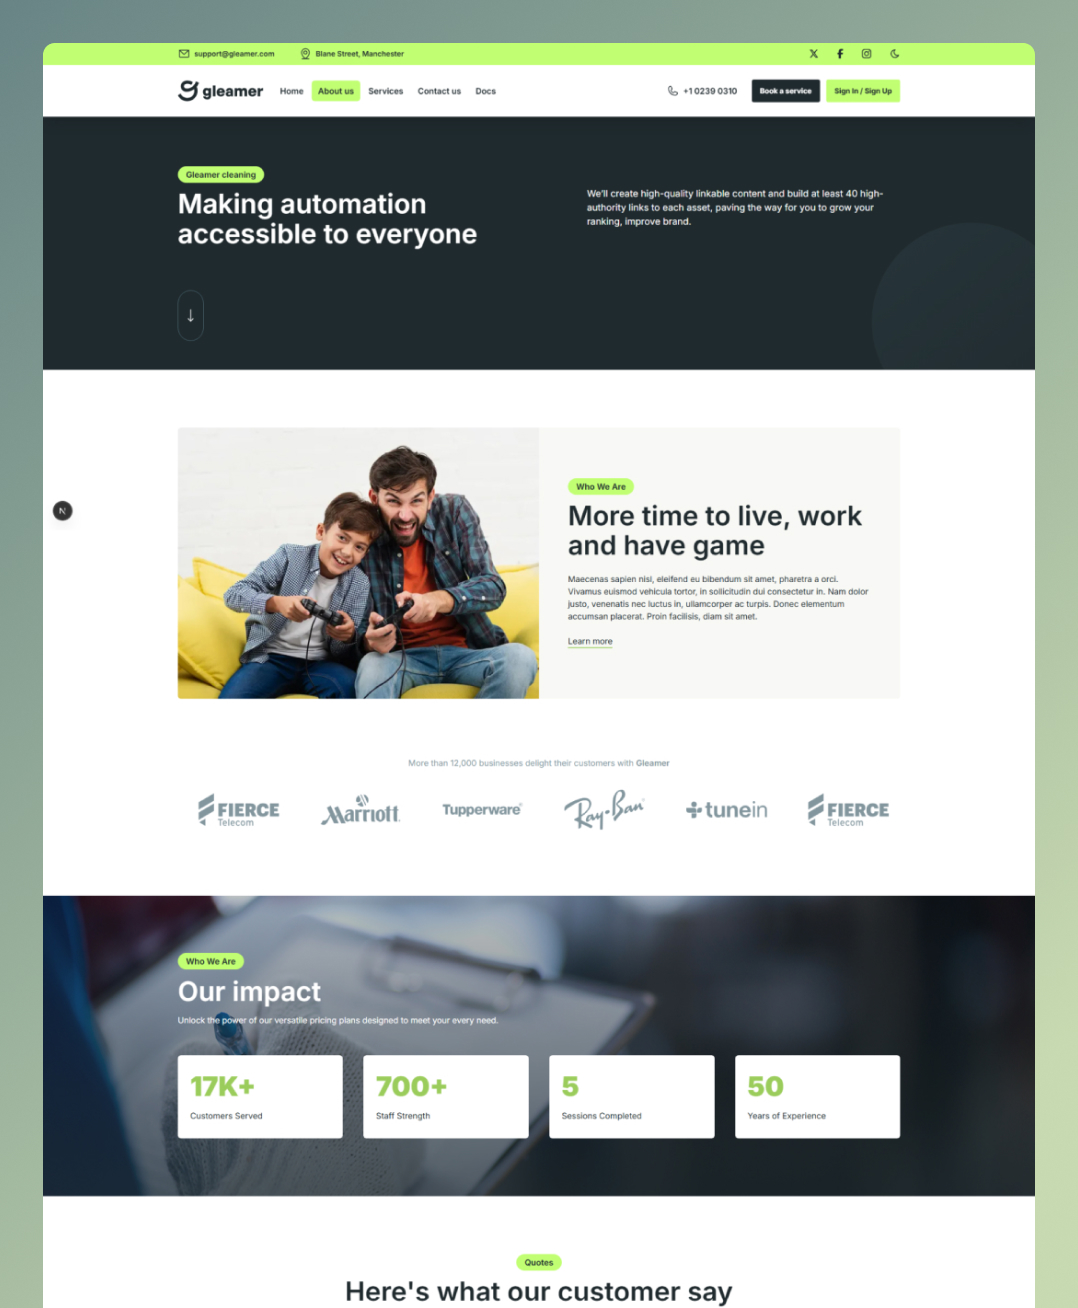 support@gleamer.com
Blane Street, Manchester
gleamer
Home
About us
Services
Contact us
Docs
+1 0239 0310
Book a service
Sign In / Sign Up
Gleamer cleaning
Making automation
accessible to everyone
We'll create high-quality linkable content and build at least 40 high-
authority links to each asset, paving the way for you to grow your
ranking, improve brand.
N
Who We Are
More time to live, work
and have game
Maecenas sapien nisl, eleifend eu bibendum sit amet, pharetra a orci.
Vivamus euismod vehicula tortor, in sollicitudin dui consectetur in. Nam dolor
justo, venenatis nec luctus in, ullamcorper ac turpis. Donec elementum
accumsan placerat. Proin facilisis, diam sit amet.
Learn more
More than 12,000 businesses delight their customers with Gleamer
FIERCE
Telecom
Marriott
Tupperware
Ray-Ban
tunein
FIERCE
Telecom
Who We Are
Our impact
Unlock the power of our versatile pricing plans designed to meet your every need.
17K+
Customers Served
700+
Staff Strength
5
Sessions Completed
50
Years of Experience
Quotes
Here's what our customer say